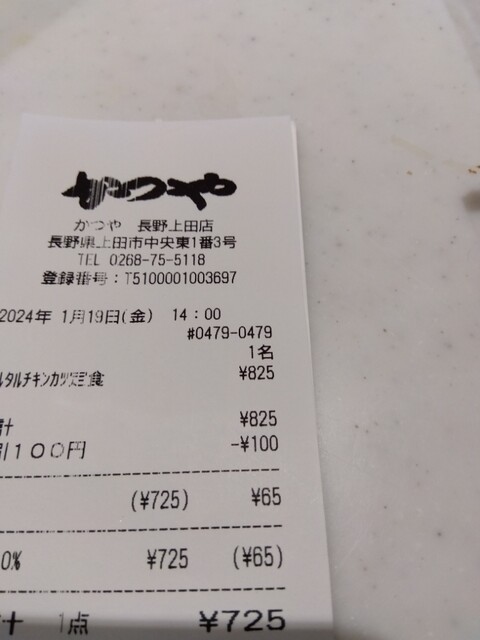 かつや
かつや 長野上田店
長野県上田市中央東1番3号
TEL 0268-75-5118
登録番号：T5100001003697
2024年 1月19日(金) 14：00
#0479-0479
1名
ルタルチキンカツ定食 ¥825
計 ¥825
引１００円 -¥100
(¥725) ¥65
0% ¥725 (¥65)
計 1点 ¥725